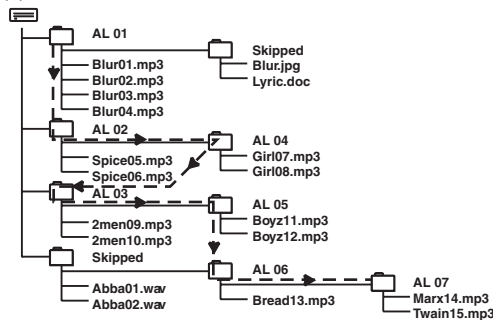 AL 01
Skipped
Blur01.mp3
Blur.jpg
Blur02.mp3
Lyric.doc
Blur03.mp3
Blur04.mp3
AL 02
AL 04
Spice05.mp3
Girl07.mp3
Spice06.mp3
Girl08.mp3
AL 03
AL 05
2men09.mp3
Boyz11.mp3
2men10.mp3
Boyz12.mp3
Skipped
AL 06
AL 07
Abba01.wav
Bread13.mp3
Marx14.mp3
Abba02.wav
Twain15.mp3